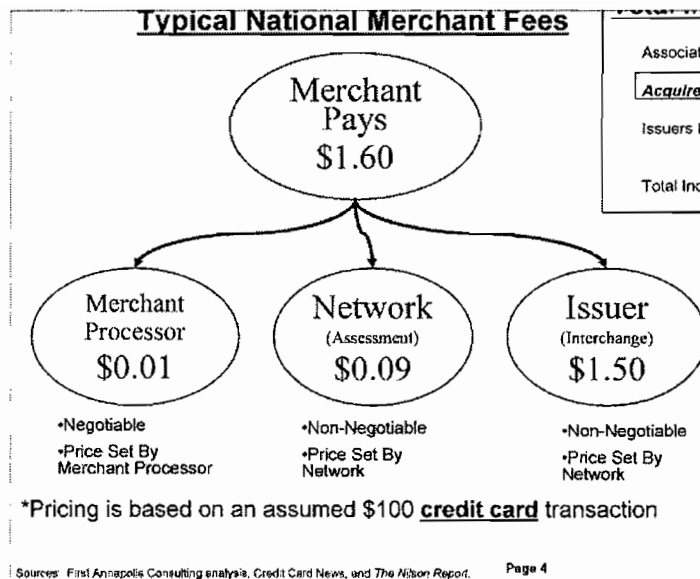 Typical National Merchant Fees
Associat
Acquire
Issuers
Total Inc
Merchant
Pays
$1.60
Merchant
Processor
$0.01
Network
(Assessment)
$0.09
Issuer
(Interchange)
$1.50
•Negotiable
•Price Set By
Merchant Processor
•Non-Negotiable
•Price Set By
Network
•Non-Negotiable
•Price Set By
Network
*Pricing is based on an assumed $100 credit card transaction
Sources: First Annapolis Consulting analysis, Credit Card News, and The Nilson Report.
Page 4